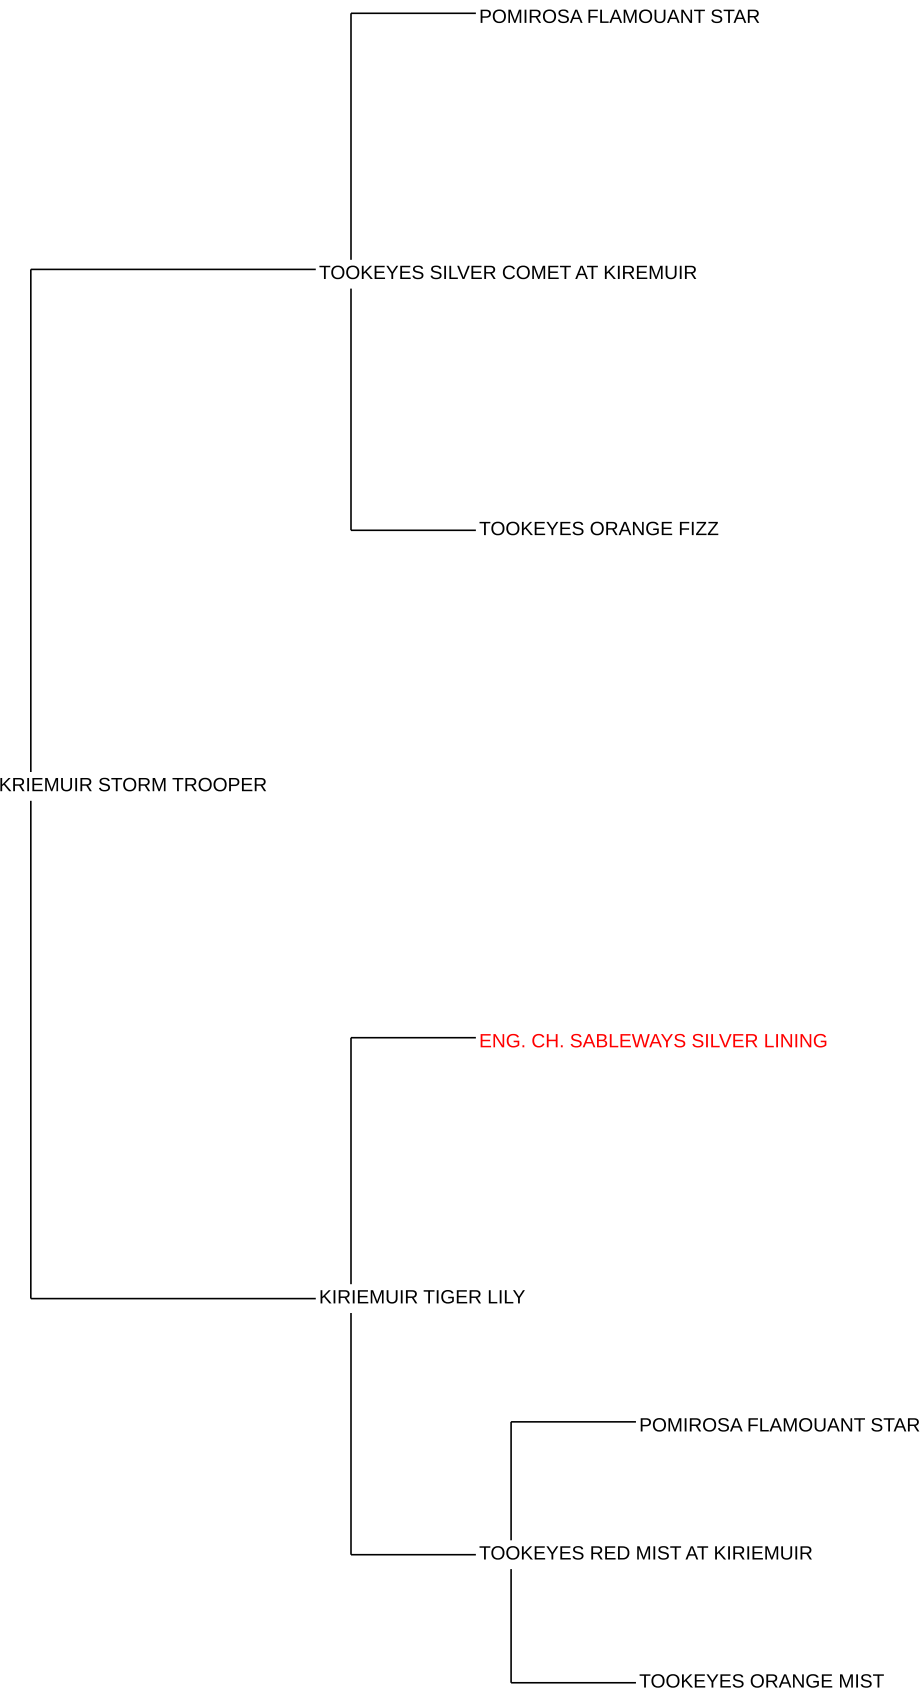 POMIROSA FLAMOUANT STAR
TOOKEYES SILVER COMET AT KIREMUIR
TOOKEYES ORANGE FIZZ
KRIEMUIR STORM TROOPER
ENG. CH. SABLEWAYS SILVER LINING
KIRIEMUIR TIGER LILY
POMIROSA FLAMOUANT STAR
TOOKEYES RED MIST AT KIRIEMUIR
TOOKEYES ORANGE MIST